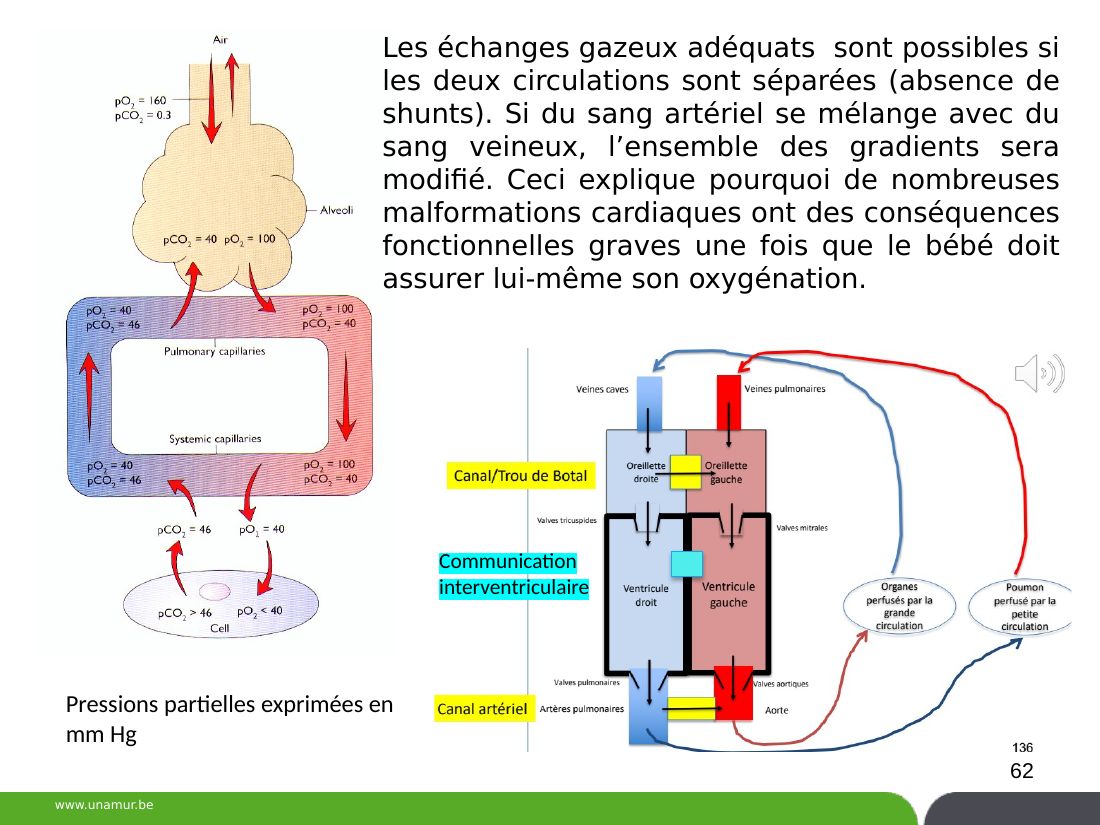 Les échanges gazeux adéquats  sont possibles si
les deux circulations sont séparées (absence de
shunts). Si du sang artériel se mélange avec du
sang veineux, l’ensemble des gradients sera
modifié. Ceci explique pourquoi de nombreuses
malformations cardiaques ont des conséquences
fonctionnelles graves une fois que le bébé doit
assurer lui-même son oxygénation.
Air
pO2 = 160
pCO2 = 0.3
Alveoli
pCO2 = 40 pO2 = 100
pO2 = 40
pCO2 = 46
pO2 = 100
pCO2 = 40
Pulmonary capillaries
Systemic capillaries
pO2 = 40
pCO2 = 46
pO2 = 100
pCO2 = 40
pCO2 = 46
pO2 = 40
pCO2 > 46
pO2 < 40
Cell
Pressions partielles exprimées en
mm Hg
Veines caves
Veines pulmonaires
Canal/Trou de Botal
Oreillette
droite
Oreillette
gauche
Valves tricuspides
Valves mitrales
Communication
interventriculaire
Ventricule
droit
Ventricule
gauche
Organes
perfusés par la
grande
circulation
Poumon
perfusé par la
petite
circulation
Valves pulmonaires
Valves aortiques
Canal artériel
Artères pulmonaires
Aorte
136
62
www.unamur.be